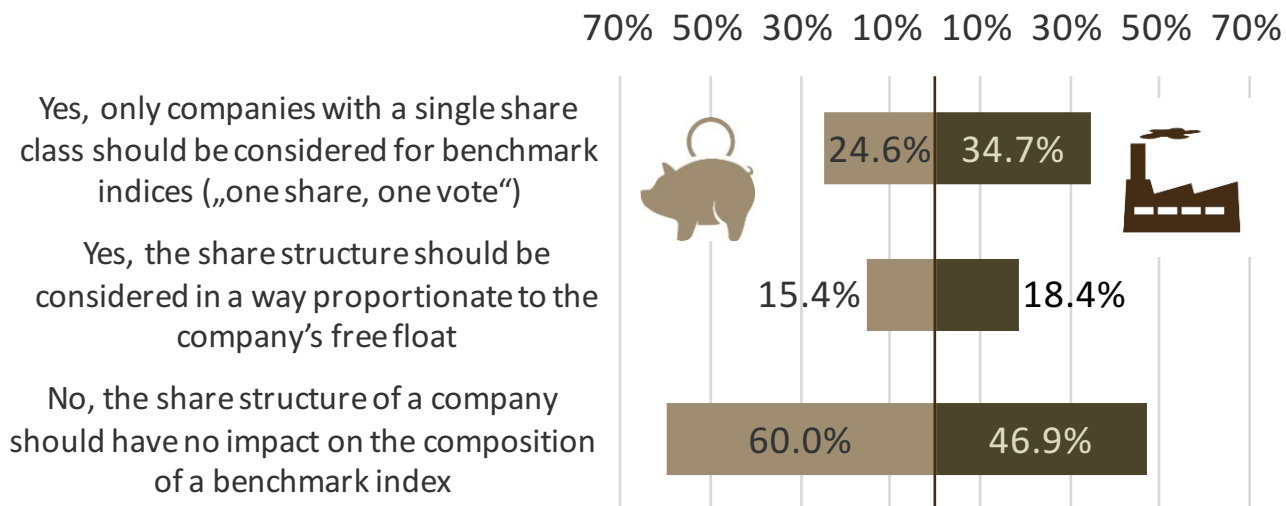 70% 50% 30% 10% 10% 30% 50% 70%
Yes, only companies with a single share
class should be considered for benchmark
indices („one share, one vote“)
24.6% 34.7%
Yes, the share structure should be
considered in a way proportionate to the
company’s free float
15.4% 18.4%
No, the share structure of a company
should have no impact on the composition
of a benchmark index
60.0% 46.9%